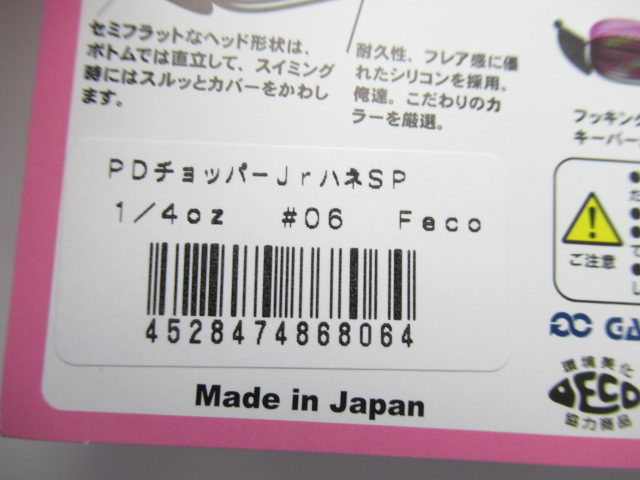 セミフラットなヘッド形状は、
ボトムでは直立して、スイミング
時にはスルッとカバーをかわし
ます。
耐久性、フレア感に優
れたシリコンを採用。
俺達。こだわりのカ
ラーを厳選。
フッキング
キーパー
PDチョッパーJrハネSP
1/4oz #06 Feco
4528474868064
Made in Japan
ご注意
GA
環境美化
FECO
協力商品